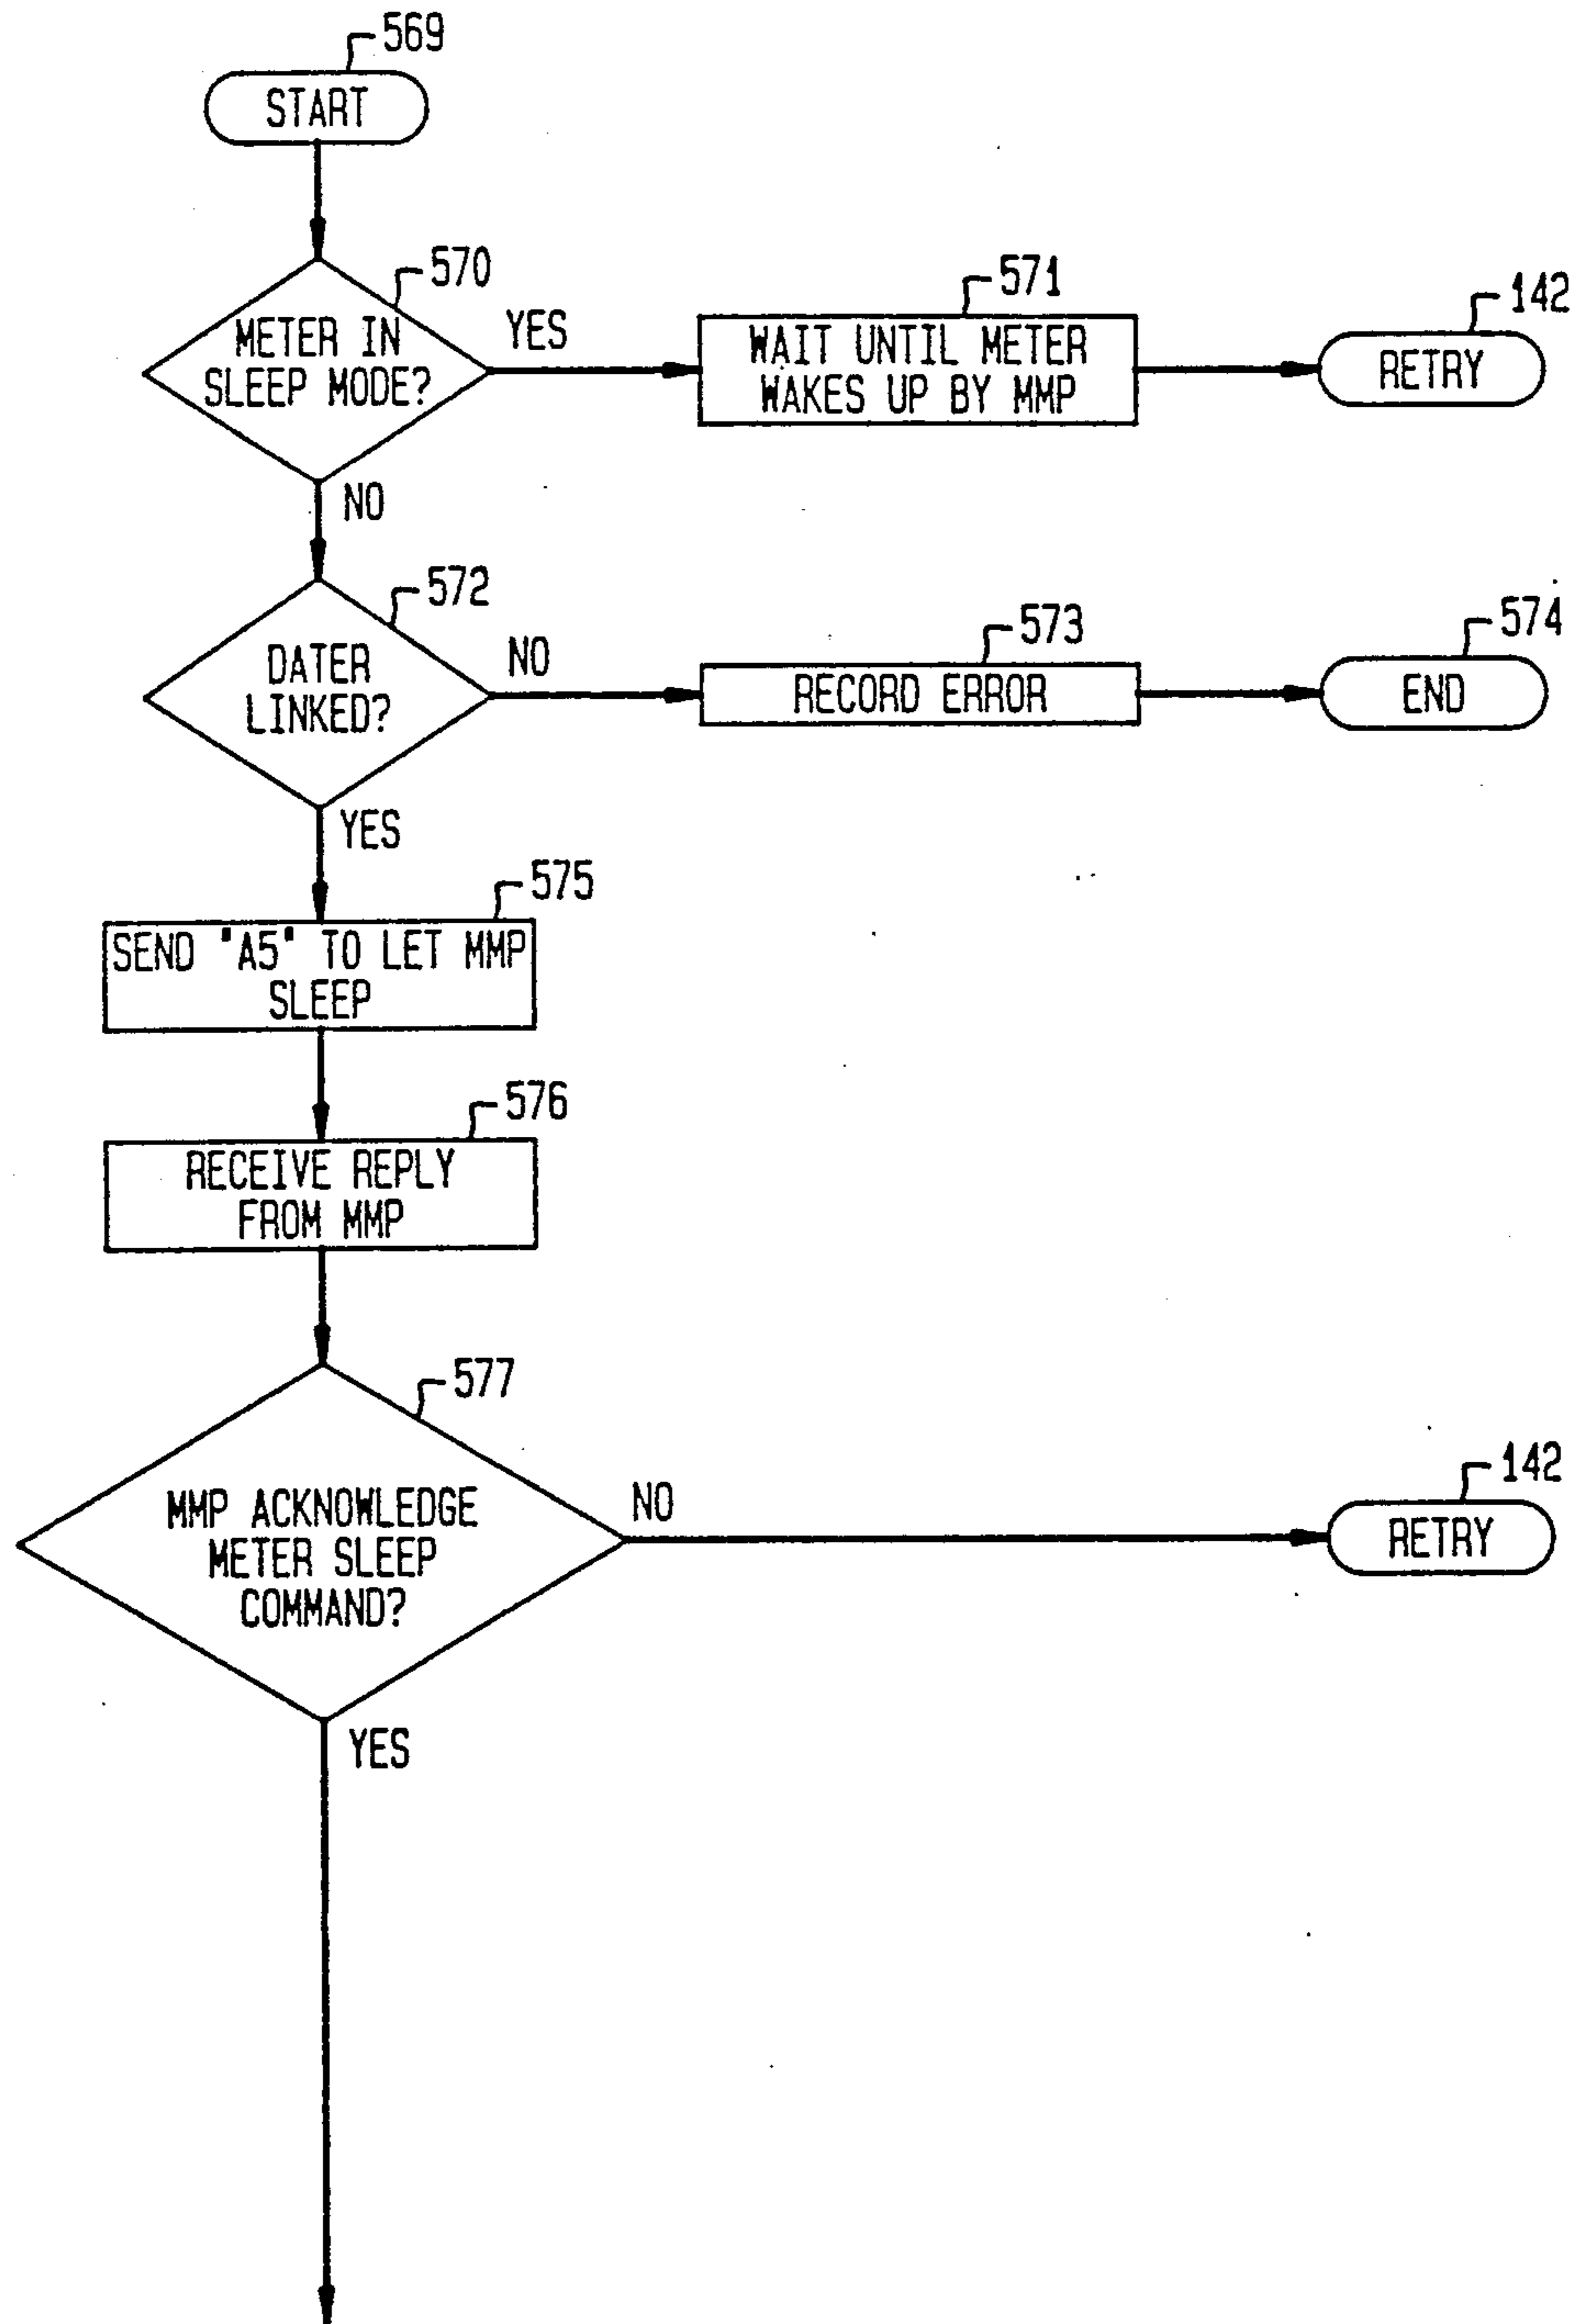 569
START
570
METER IN
SLEEP MODE?
YES
571
WAIT UNTIL METER
WAKES UP BY MMP
142
RETRY
NO
572
DATER
LINKED?
NO
573
RECORD ERROR
574
END
YES
575
SEND "A5" TO LET MMP
SLEEP
576
RECEIVE REPLY
FROM MMP
577
MMP ACKNOWLEDGE
METER SLEEP
COMMAND?
NO
142
RETRY
YES